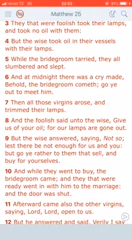 Matthew 25
3 They that were foolish took their lamps,
and took no oil with them:
4 But the wise took oil in their vessels
with their lamps.
5 While the bridegroom tarried, they all
slumbered and slept.
6 And at midnight there was a cry made,
Behold, the bridegroom cometh; go ye
out to meet him.
7 Then all those virgins arose, and
trimmed their lamps.
8 And the foolish said unto the wise, Give
us of your oil; for our lamps are gone out.
9 But the wise answered, saying, Not so;
lest there be not enough for us and you:
but go ye rather to them that sell, and
buy for yourselves.
10 And while they went to buy, the
bridegroom came; and they that were
ready went in with him to the marriage:
and the door was shut.
11 Afterward came also the other virgins,
saying, Lord, Lord, open to us.
12 But he answered and said, Verily I say